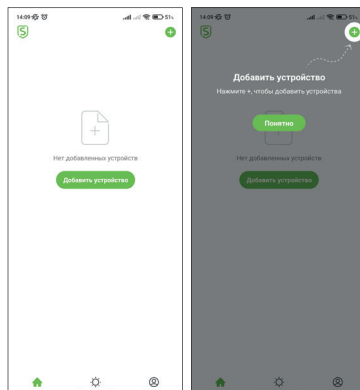 14:09
51%
S
Нет добавленных устройств
Добавить устройство
14:09
51%
S
Добавить устройство
Нажмите +, чтобы добавить устройства
Понятно
Нет добавленных устройств
Добавить устройство